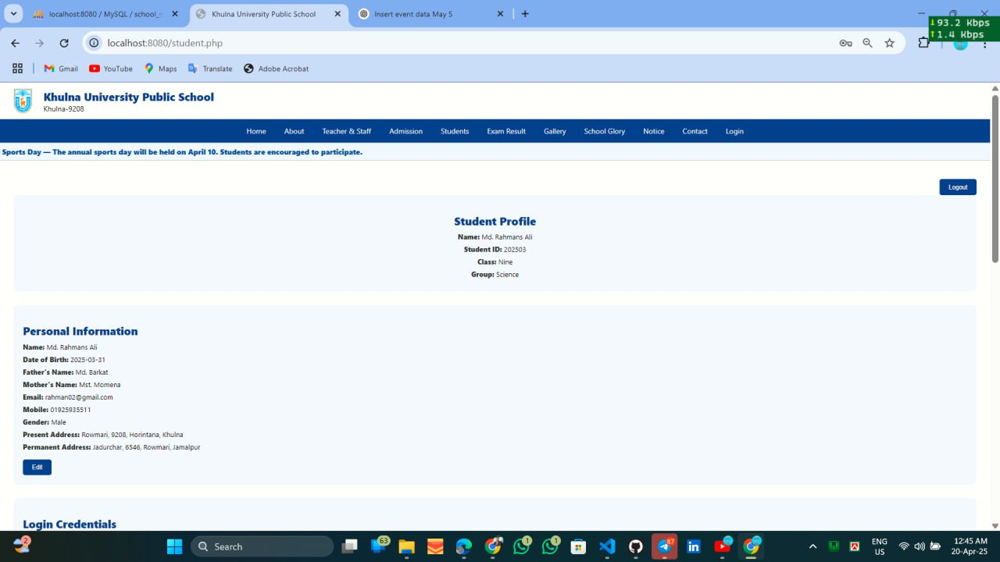 localhost:8080 / MySQL / school_
Khulna University Public School
Insert event data May 5
93.2 Kbps
1.4 Kbps
localhost:8080/student.php
Gmail
YouTube
Maps
Translate
Adobe Acrobat
Khulna University Public School
Khulna-9208
Home About Teacher & Staff Admission Students Exam Result Gallery School Glory Notice Contact Login
Sports Day — The annual sports day will be held on April 10. Students are encouraged to participate.
Logout
Student Profile
Name: Md. Rahmans Ali
Student ID: 202503
Class: Nine
Group: Science
Personal Information
Name: Md. Rahmans Ali
Date of Birth: 2025-03-31
Father's Name: Md. Barkat
Mother's Name: Mst. Momena
Email: rahman02@gmail.com
Mobile: 01925935511
Gender: Male
Present Address: Rowmari, 9208, Horintana, Khulna
Permanent Address: Jadurchar, 6546, Rowmari, Jamalpur
Edit
Login Credentials
2
Search
63
1
1
87
ENG
US
12:45 AM
20-Apr-25